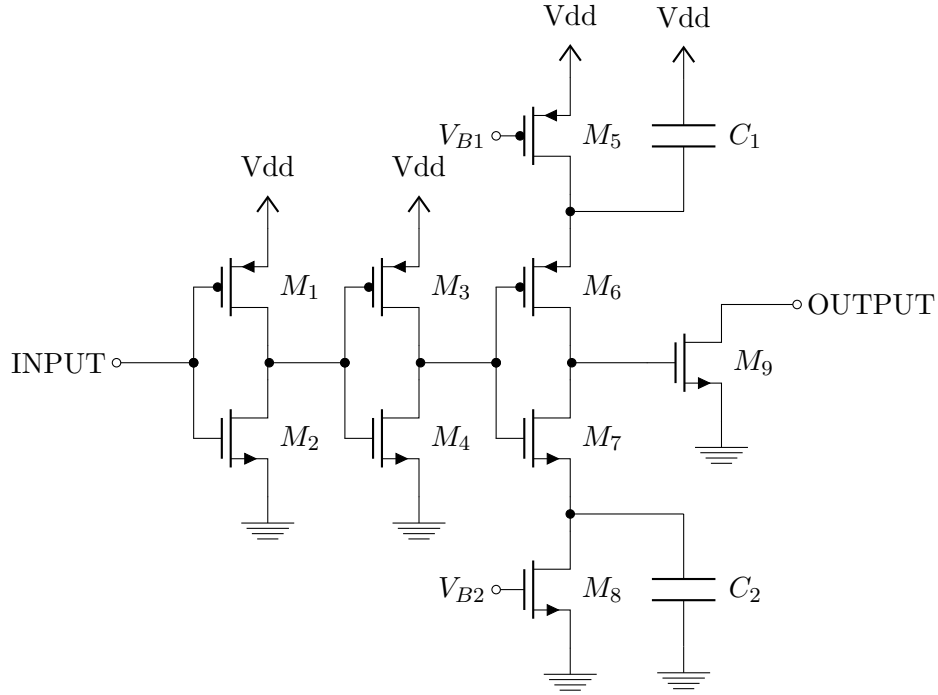 Vdd
Vdd
V_{B1}
M_5
C_1
Vdd
Vdd
M_1
M_3
M_6
OUTPUT
INPUT
M_9
M_2
M_4
M_7
V_{B2}
M_8
C_2